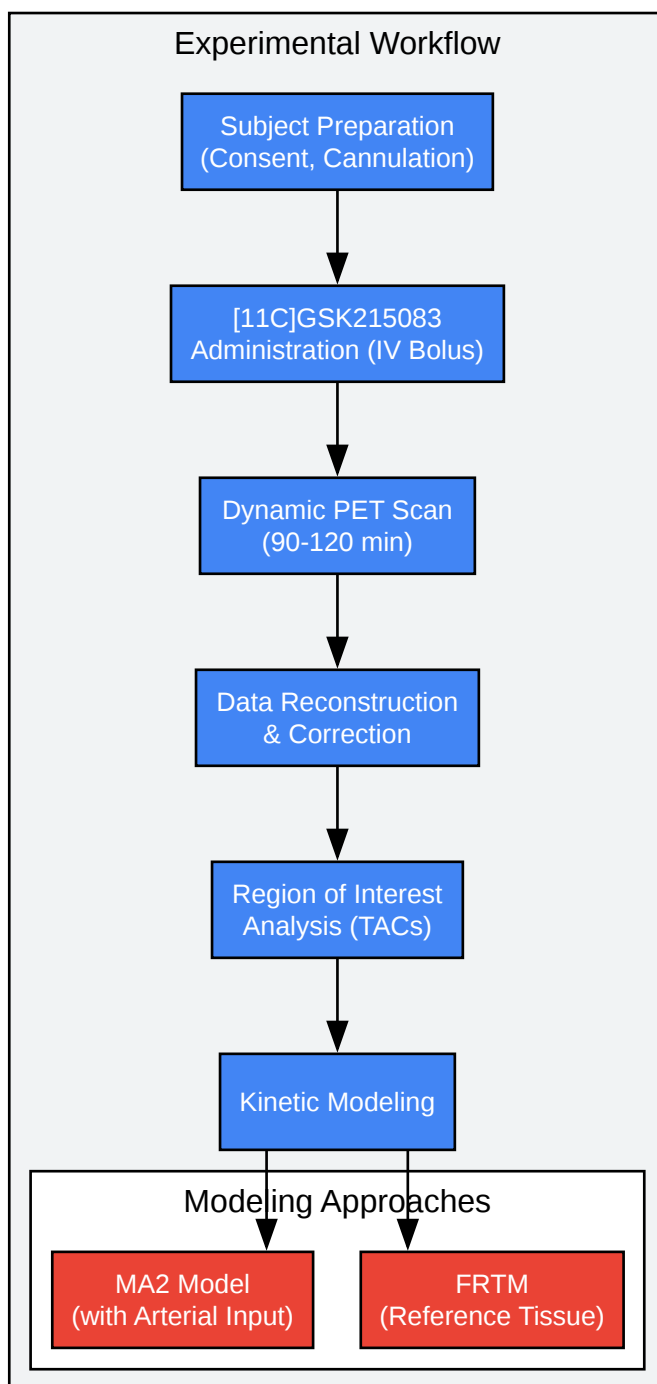 Experimental Workflow
Subject Preparation
(Consent, Cannulation)
[11C]GSK215083
Administration (IV Bolus)
Dynamic PET Scan
(90-120 min)
Data Reconstruction
& Correction
Region of Interest
Analysis (TACs)
Kinetic Modeling
Modeling Approaches
MA2 Model
(with Arterial Input)
FRTM
(Reference Tissue)